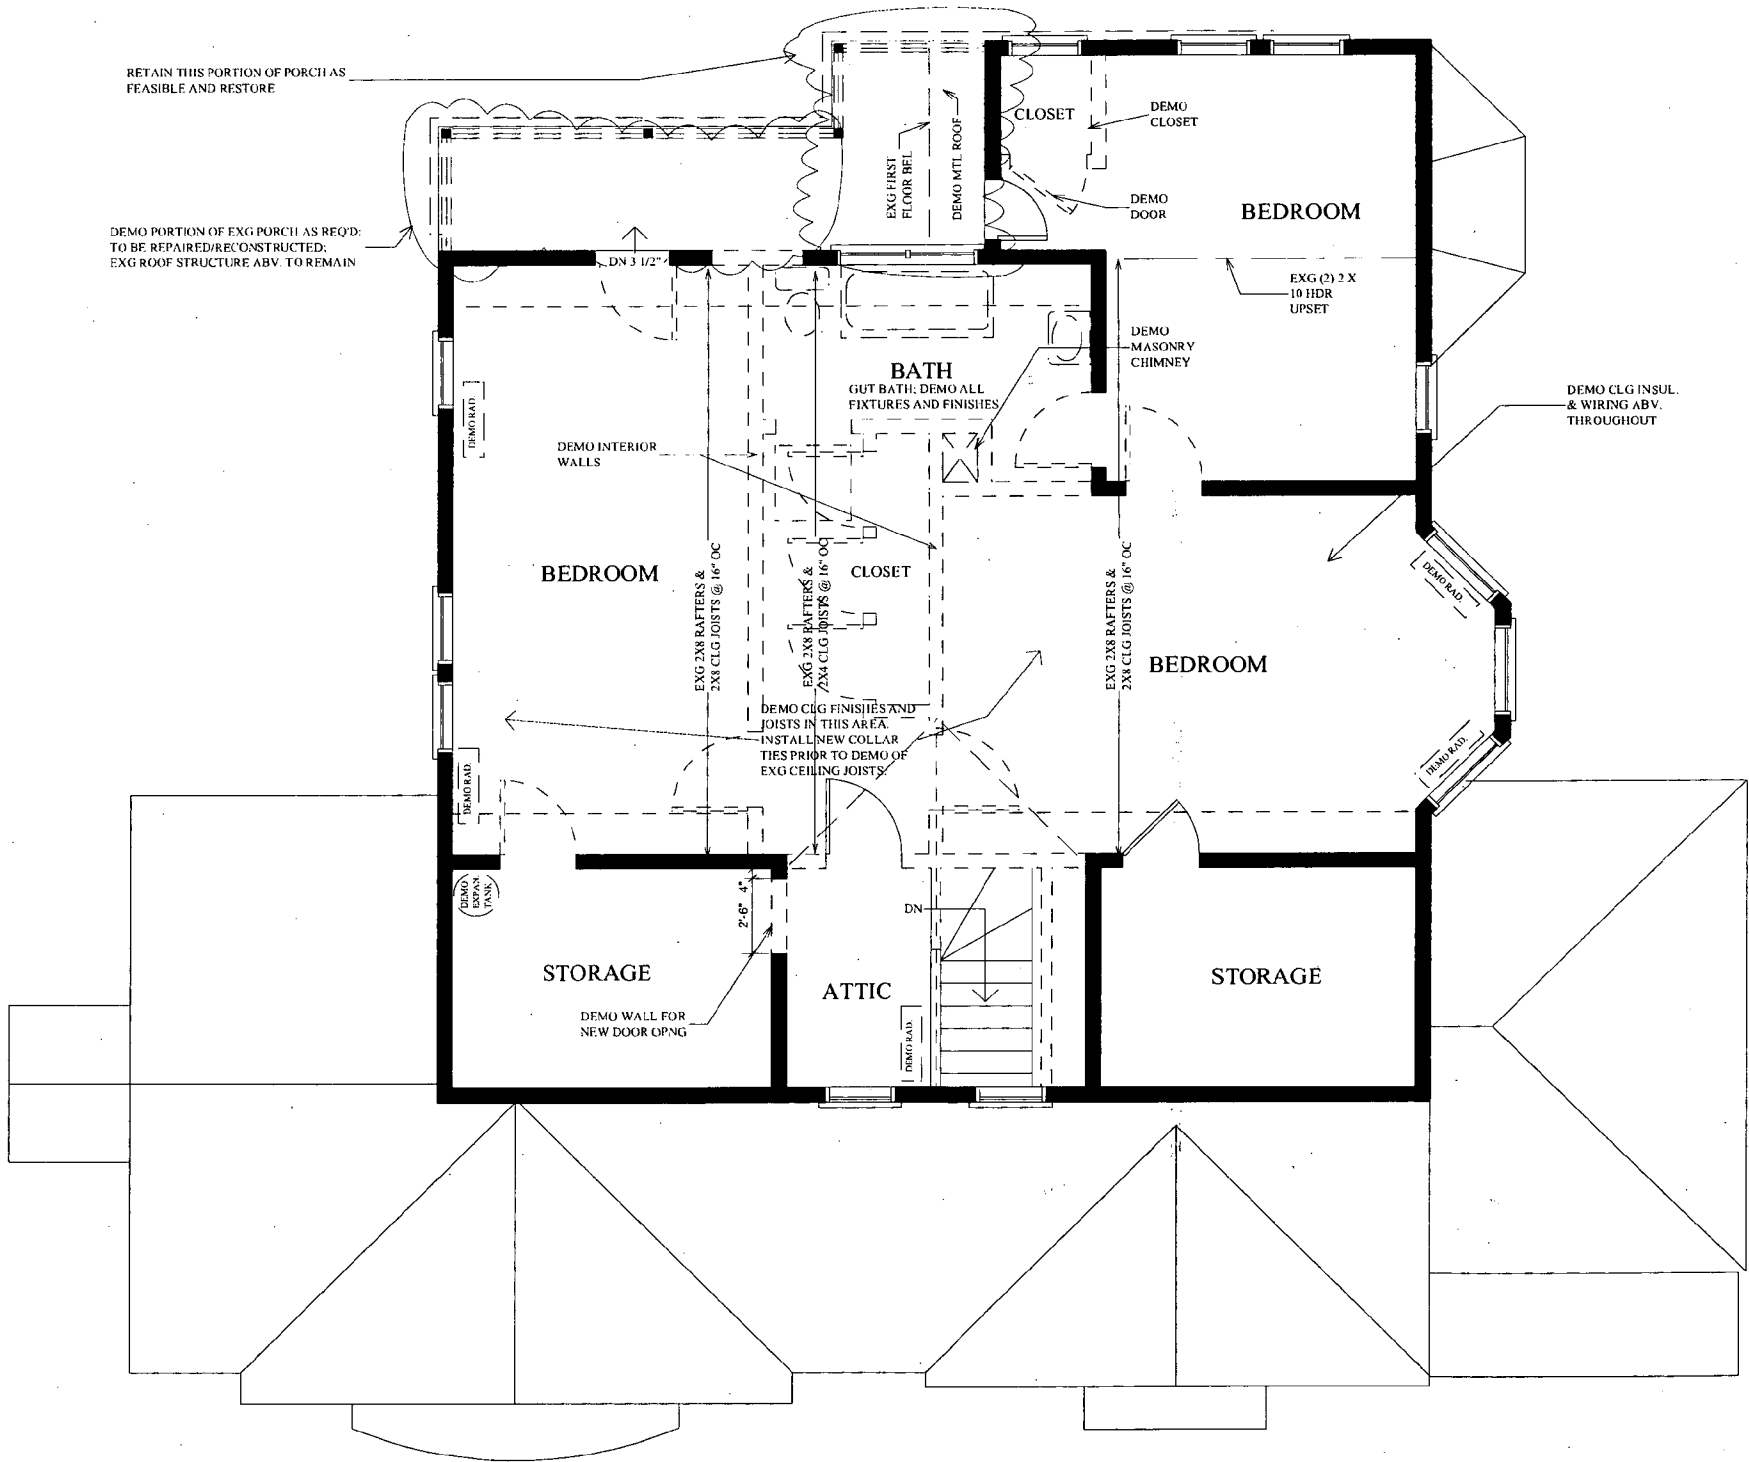 RETAIN THIS PORTION OF PORCH AS
FEASIBLE AND RESTORE
DEMO PORTION OF EXG PORCH AS REQ'D:
TO BE REPAIRED/RECONSTRUCTED;
EXG ROOF STRUCTURE ABV. TO REMAIN
DN 3 1/2"
EXG FIRST
FLOOR BEL
DEMO MTL ROOF
CLOSET
DEMO
CLOSET
DEMO
DOOR
BEDROOM
EXG (2) 2 X
10 HDR
UPSET
DEMO
MASONRY
CHIMNEY
BATH
GUT BATH; DEMO ALL
FIXTURES AND FINISHES
DEMO CLG INSUL.
& WIRING ABV.
THROUGHOUT
DEMO RAD.
DEMO INTERIOR
WALLS
BEDROOM
EXG 2X8 RAFTERS &
2X8 CLG JOISTS @ 16" OC
EXG 2X8 RAFTERS &
2X4 CLG JOISTS @ 16" OC
CLOSET
EXG 2X8 RAFTERS &
2X8 CLG JOISTS @ 16" OC
BEDROOM
DEMO RAD.
DEMO RAD.
DEMO CLG FINISHES AND
JOISTS IN THIS AREA.
INSTALL NEW COLLAR
TIES PRIOR TO DEMO OF
EXG CEILING JOISTS.
DEMO RAD.
DEMO
EXPAN.
TANK
4"
2'-6"
DN
STORAGE
ATTIC
STORAGE
DEMO WALL FOR
NEW DOOR OPNG
DEMO RAD.